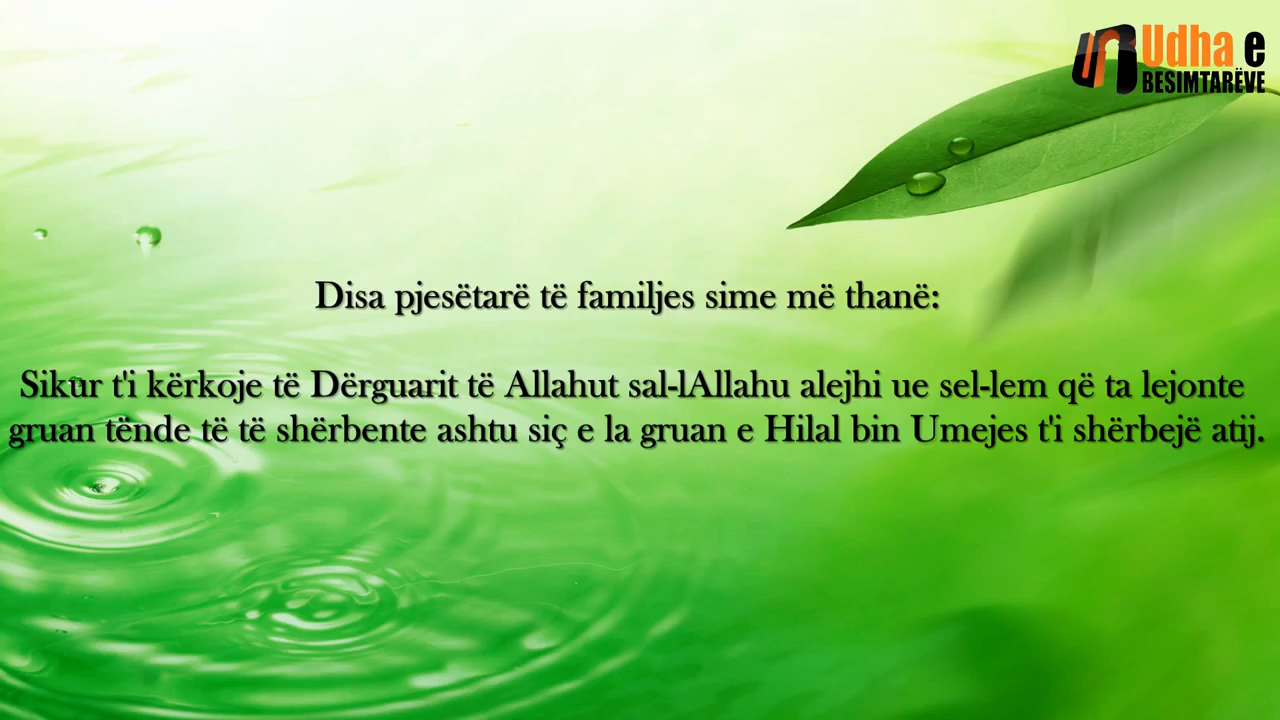 Udha e
BESIMTARËVE
Disa pjesëtarë të familjes sime më thanë:
Sikur t'i kërkoje të Dërguarit të Allahut sal-lAllahu alejhi ue sel-lem që ta lejonte
gruan tënde të të shërbente ashtu siç e la gruan e Hilal bin Umejes t'i shërbejë atij.